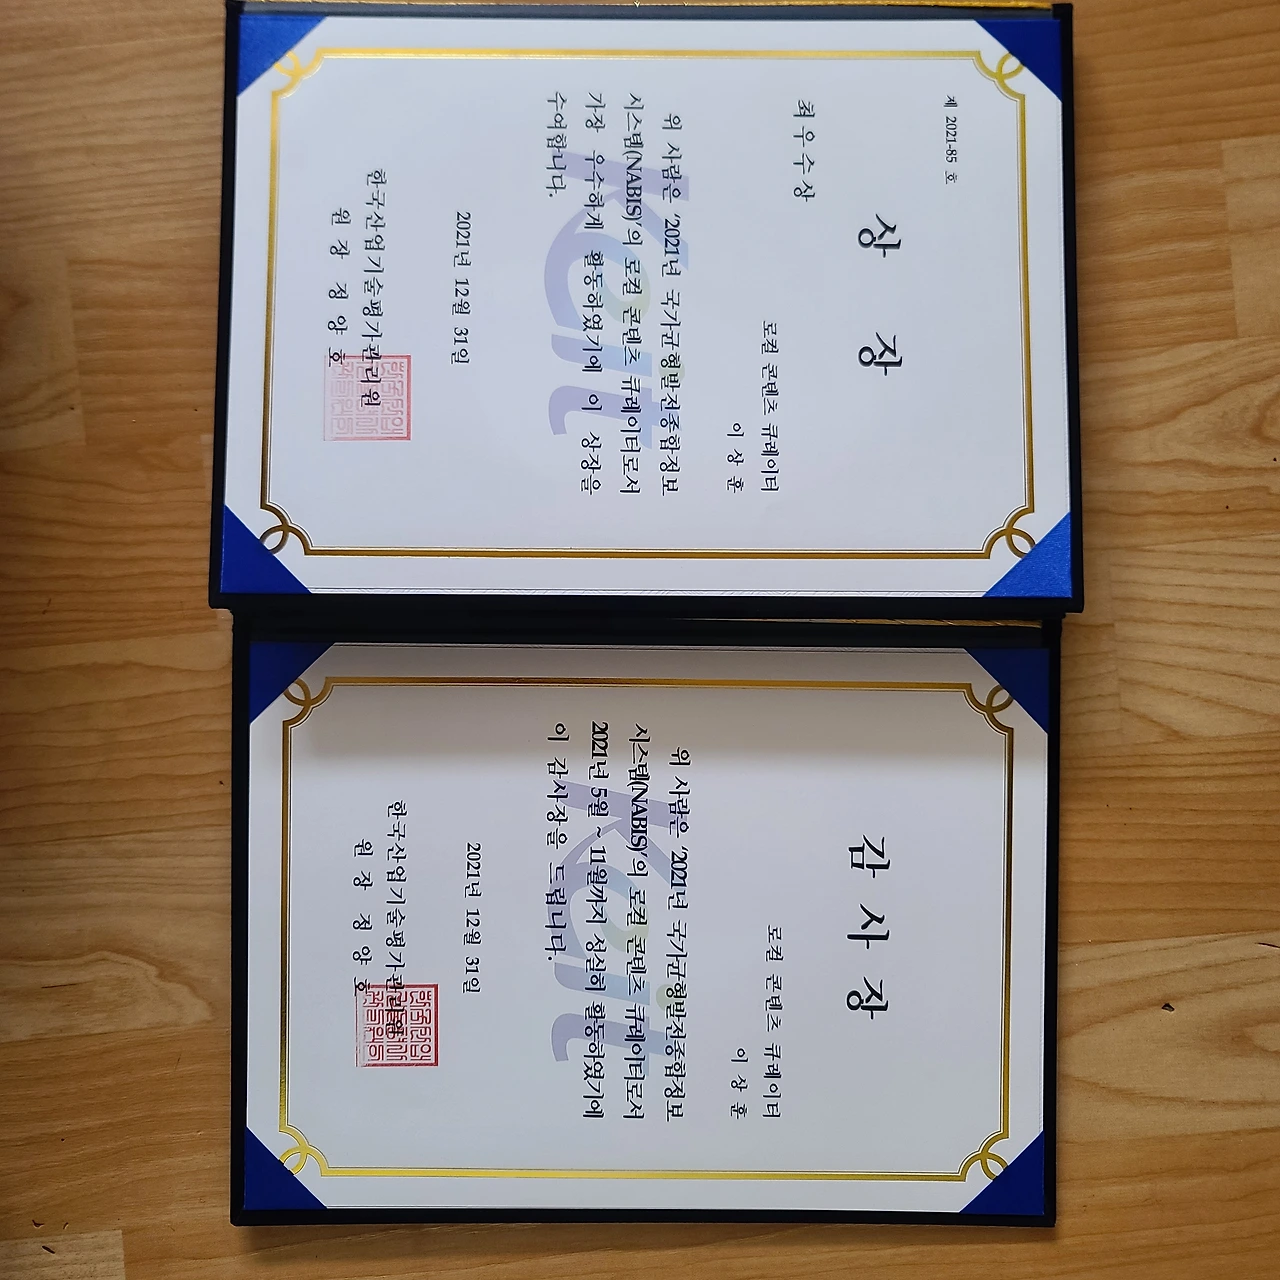 제 2021-85 호
상 장
최우수상
로컬 콘텐츠 큐레이터
이 상 훈
위 사람은 '2021년 국가균형발전종합정보
시스템(NABIS)'의 로컬 콘텐츠 큐레이터로서
가장 우수하게 활동하였기에 이 상장을
수여합니다.
2021년 12월 31일
한국산업기술평가관리원
원 장 정 양 호
Keit
감 사 장
로컬 콘텐츠 큐레이터
이 상 훈
위 사람은 '2021년 국가균형발전종합정보
시스템(NABIS)'의 로컬 콘텐츠 큐레이터로서
2021년 5월 ~ 11월까지 성실히 활동하였기에
이 감사장을 드립니다.
2021년 12월 31일
한국산업기술평가관리원
원 장 정 양 호
Keit